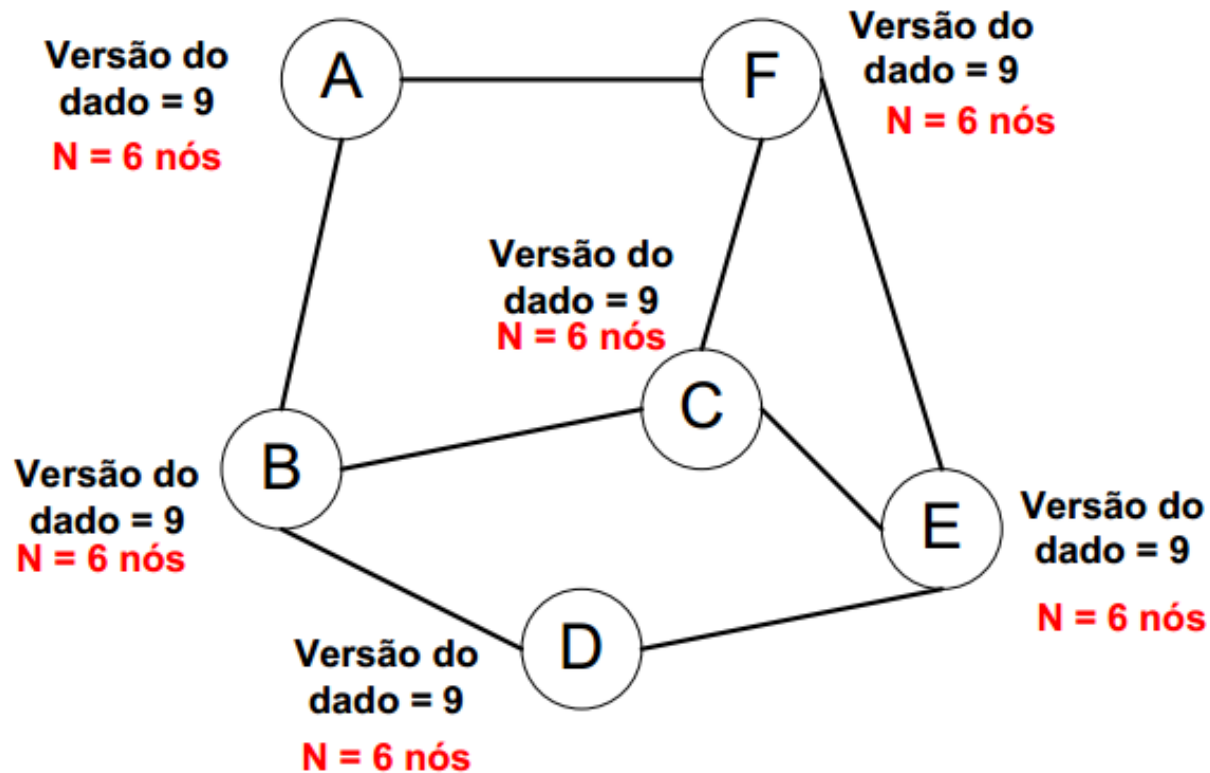 Versão do
dado = 9
N = 6 nós
A
F
Versão do
dado = 9
N = 6 nós
Versão do
dado = 9
N = 6 nós
C
Versão do
dado = 9
N = 6 nós
B
E
Versão do
dado = 9
N = 6 nós
D
Versão do
dado = 9
N = 6 nós